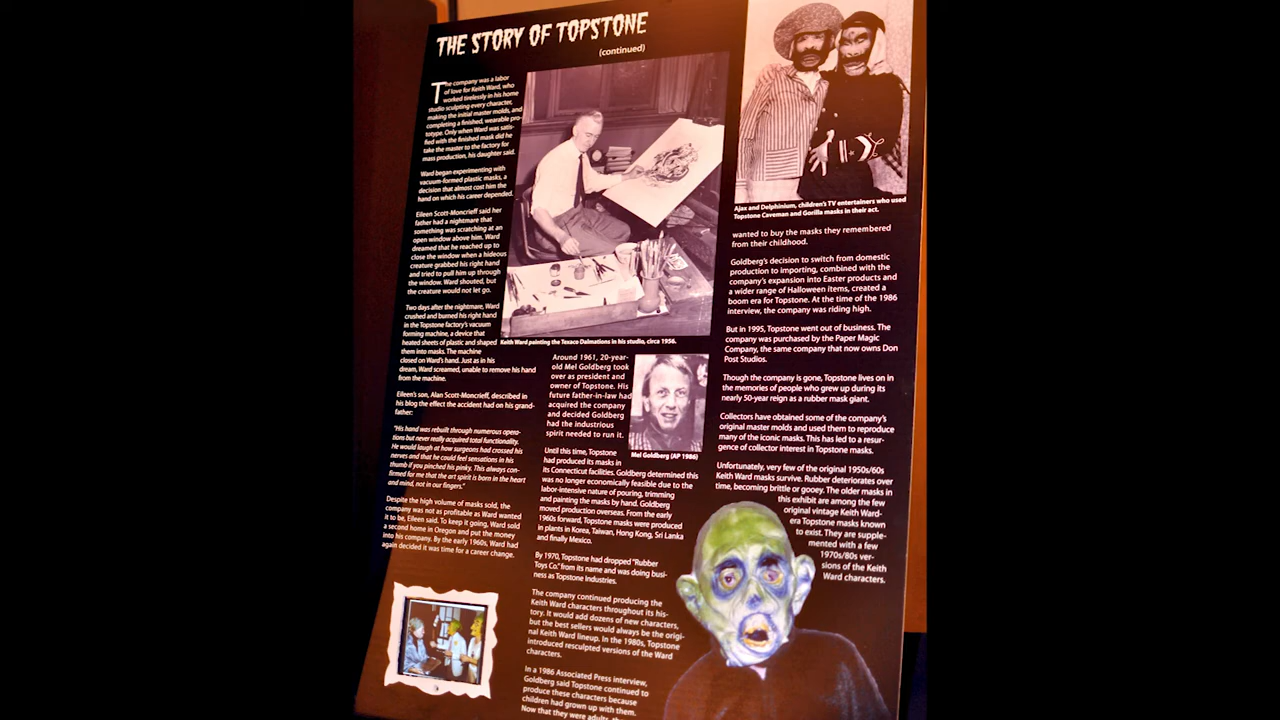 THE STORY OF TOPSTONE
(continued)
The company was a labor
of love for Keith Ward, who
worked tirelessly in his home
studio sculpting every character,
making the initial master molds, and
completing a finished, wearable pro-
totype. Only when Ward was satis-
fied with the finished mask did he
take the master to the factory for
mass production, his daughter said.
Ward began experimenting with
vacuum-formed plastic masks, a
decision that almost cost him the
hand on which his career depended.
Eileen Scott-Moncrieff said her
father had a nightmare that
something was scratching at an
open window above him. Ward
dreamed that he reached up to
close the window when a hideous
creature grabbed his right hand
and tried to pull him up through
the window. Ward shouted, but
the creature would not let go.
Two days after the nightmare, Ward
crushed and burned his right hand
in the Topstone factory's vacuum
forming machine, a device that
heated sheets of plastic and shaped
them into masks. The machine
closed on Ward's hand. Just as in his
dream, Ward screamed, unable to remove his hand
from the machine.
Eileen's son, Alan Scott-Moncrieff, described in
his blog the effect the accident had on his grand-
father:
"His hand was rebuilt through numerous opera-
tions but never really acquired total functionality.
He would laugh at how surgeons had crossed his
nerves and that he could feel sensations in his
thumb if you pinched his pinky. This always con-
firmed for me that the art spirit is born in the heart
and mind, not in our fingers."
Despite the high volume of masks sold, the
company was not as profitable as Ward wanted
it to be, Eileen said. To keep it going, Ward sold
a second home in Oregon and put the money
into his company. By the early 1960s, Ward had
again decided it was time for a career change.
Keith Ward painting the Texaco Dalmations in his studio, circa 1956.
Around 1961, 20-year-
old Mel Goldberg took
over as president and
owner of Topstone. His
future father-in-law had
acquired the company
and decided Goldberg
had the industrious
spirit needed to run it.
Mel Goldberg (AP 1986)
Until this time, Topstone
had produced its masks in
its Connecticut facilities. Goldberg determined this
was no longer economically feasible due to the
labor-intensive nature of pouring, trimming
and painting the masks by hand. Goldberg
moved production overseas. From the early
1960s forward, Topstone masks were produced
in plants in Korea, Taiwan, Hong Kong, Sri Lanka
and finally Mexico.
By 1970, Topstone had dropped "Rubber
Toys Co." from its name and was doing busi-
ness as Topstone Industries.
The company continued producing the
Keith Ward characters throughout its his-
tory. It would add dozens of new characters,
but the best sellers would always be the origi-
nal Keith Ward lineup. In the 1980s, Topstone
introduced resculpted versions of the Ward
characters.
In a 1986 Associated Press interview,
Goldberg said Topstone continued to
produce these characters because
children had grown up with them.
Now that they were adults,
Ajax and Delphinium, children's TV entertainers who used
Topstone Caveman and Gorilla masks in their act.
wanted to buy the masks they remembered
from their childhood.
Goldberg's decision to switch from domestic
production to importing, combined with the
company's expansion into Easter products and
a wider range of Halloween items, created a
boom era for Topstone. At the time of the 1986
interview, the company was riding high.
But in 1995, Topstone went out of business. The
company was purchased by the Paper Magic
Company, the same company that now owns Don
Post Studios.
Though the company is gone, Topstone lives on in
the memories of people who grew up during its
nearly 50-year reign as a rubber mask giant.
Collectors have obtained some of the company's
original master molds and used them to reproduce
many of the iconic masks. This has led to a resur-
gence of collector interest in Topstone masks.
Unfortunately, very few of the original 1950s/60s
Keith Ward masks survive. Rubber deteriorates over
time, becoming brittle or gooey. The older masks in
this exhibit are among the few
original vintage Keith Ward-
era Topstone masks known
to exist. They are supple-
mented with a few
1970s/80s ver-
sions of the Keith
Ward characters.